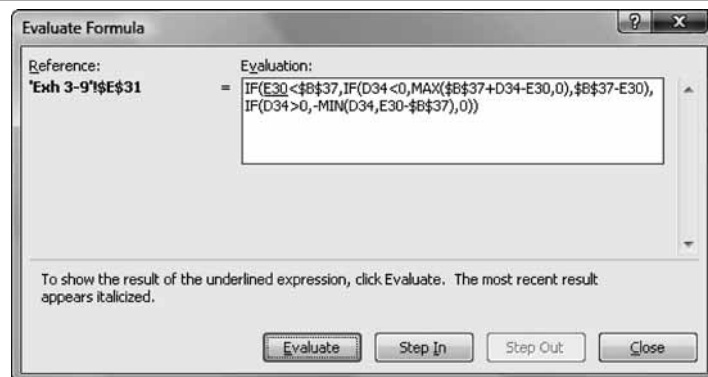 Evaluate Formula
Reference:
Evaluation:
'Exh 3-9'!$E$31
=
IF(E30<$B$37,IF(D34<0,MAX($B$37+D34-E30,0),$B$37-E30),
IF(D34>0,-MIN(D34,E30-$B$37),0))
To show the result of the underlined expression, click Evaluate. The most recent result
appears italicized.
Evaluate
Step In
Step Out
Close